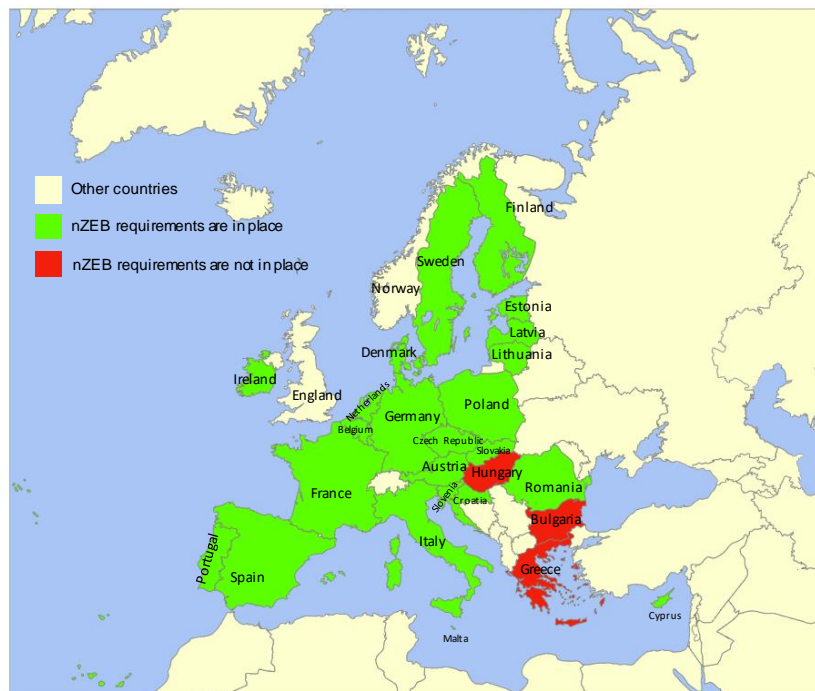 Other countries
nZEB requirements are in place
nZEB requirements are not in place
Finland
Sweden
Norway
Estonia
Latvia
Denmark
Lithuania
Ireland
England
Netherlands
Poland
Germany
Belgium
Czech Republic
Slovakia
Austria
Hungary
Romania
France
Slovenia
Croatia
Bulgaria
Italy
Portugal
Spain
Greece
Cyprus
Malta